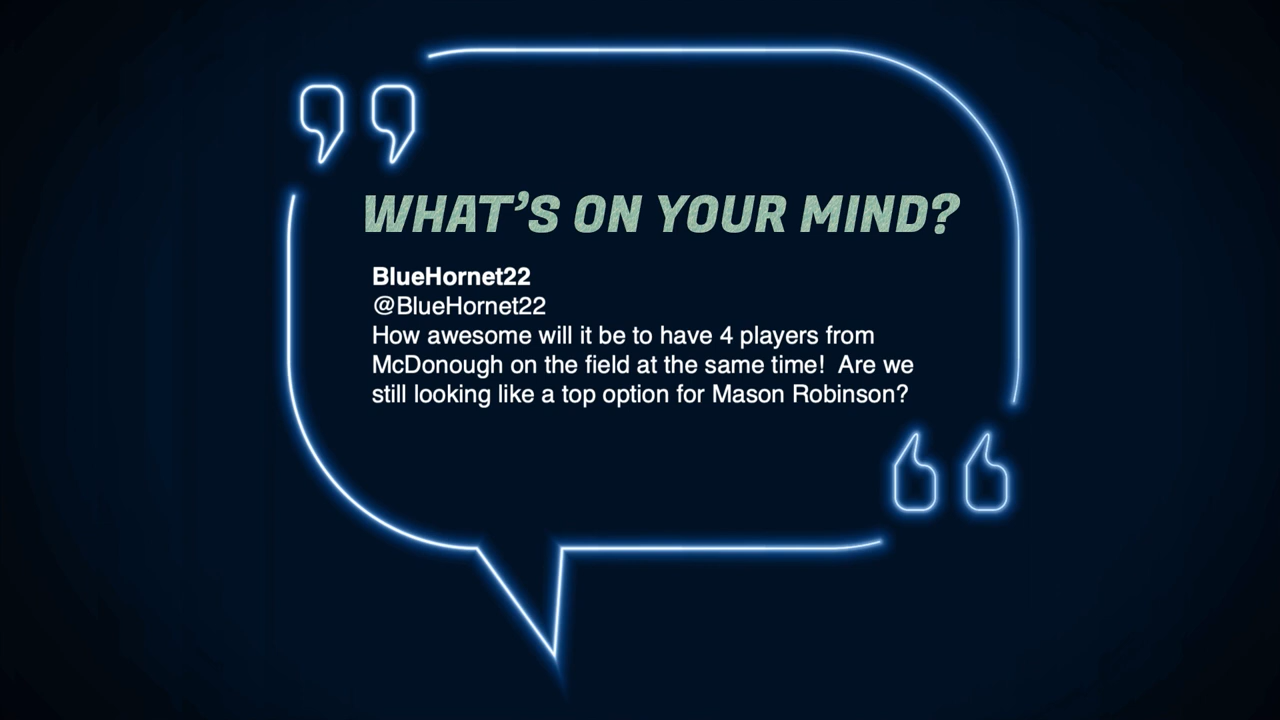 WHAT'S ON YOUR MIND?
BlueHornet22
@BlueHornet22
How awesome will it be to have 4 players from
McDonough on the field at the same time!  Are we
still looking like a top option for Mason Robinson?